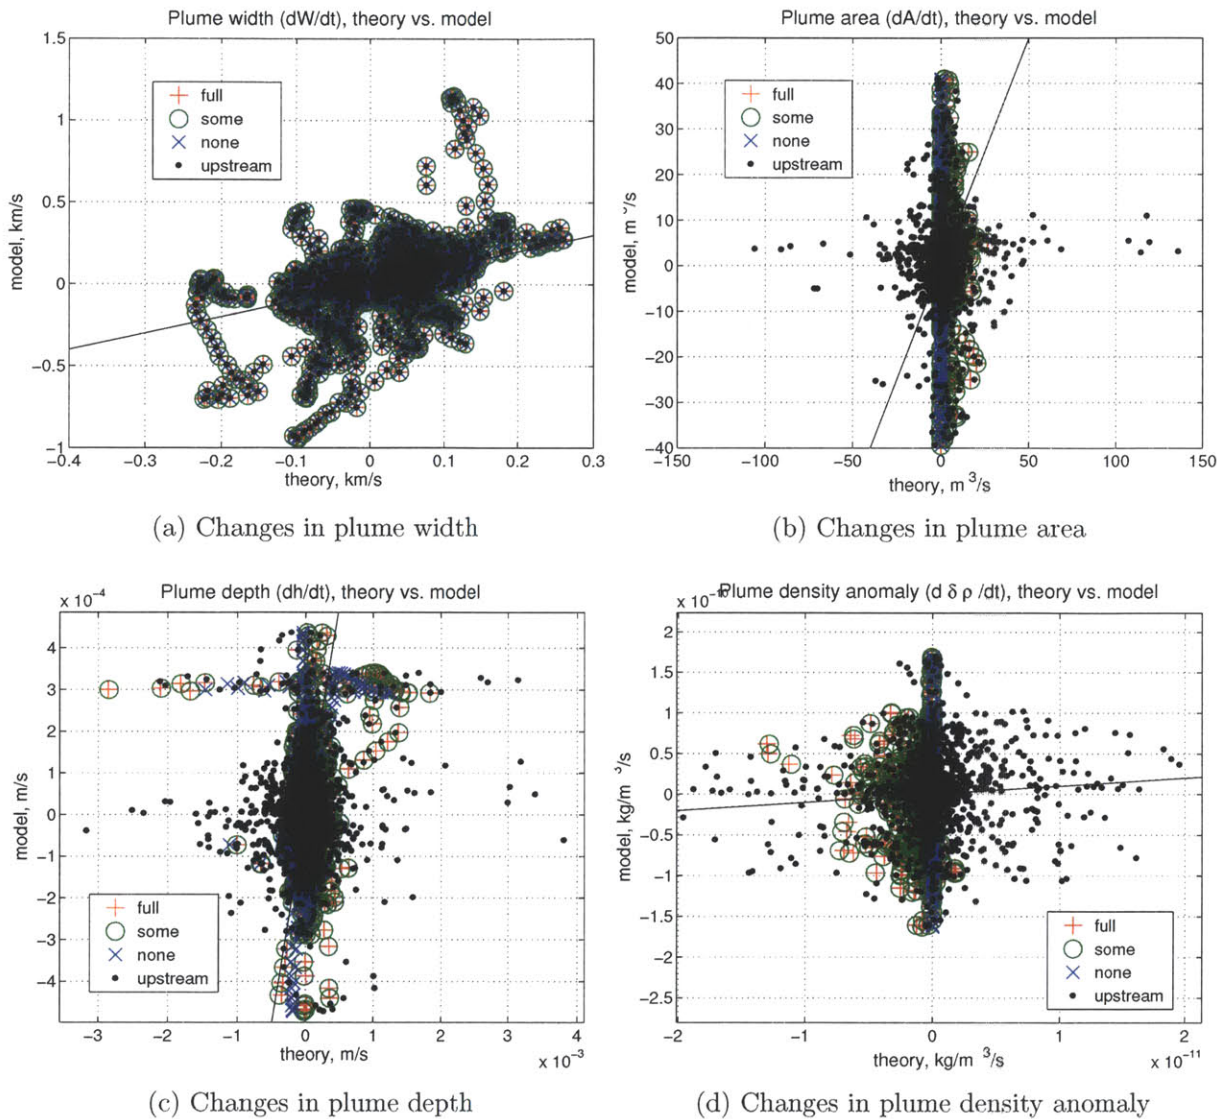 Plume width (dW/dt), theory vs. model
1.5
1
0.5
0
−0.5
−1
model, km/s
full
some
none
upstream
−0.4 −0.3 −0.2 −0.1 0 0.1 0.2 0.3
theory, km/s
(a) Changes in plume width
Plume area (dA/dt), theory vs. model
50
40
30
20
10
0
−10
−20
−30
−40
model, m /s
full
some
none
upstream
−150 −100 −50 0 50 100 150
theory, m 3/s
(b) Changes in plume area
Plume depth (dh/dt), theory vs. model
x 10 −4
4
3
2
1
0
−1
−2
−3
−4
model, m/s
full
some
none
upstream
−3 −2 −1 0 1 2 3 4
theory, m/s
x 10 −3
(c) Changes in plume depth
Plume density anomaly (d δ ρ /dt), theory vs. model
x 10
2
1.5
1
0.5
0
−0.5
−1
−1.5
−2
−2.5
model, kg/m 3/s
full
some
none
upstream
−2 −1 0 1 2
theory, kg/m 3/s
x 10 −11
(d) Changes in plume density anomaly